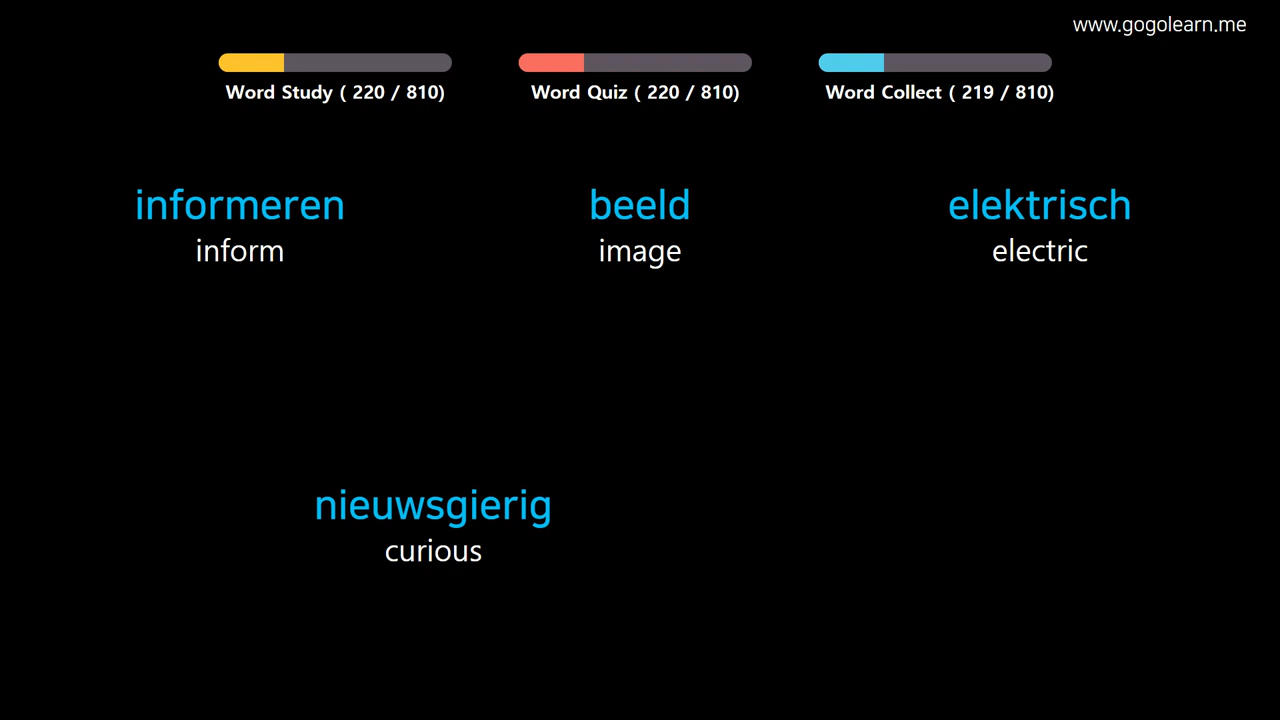 www.gogolearn.me
Word Study ( 220 / 810)
Word Quiz ( 220 / 810)
Word Collect ( 219 / 810)
informeren
inform
beeld
image
elektrisch
electric
nieuwsgierig
curious